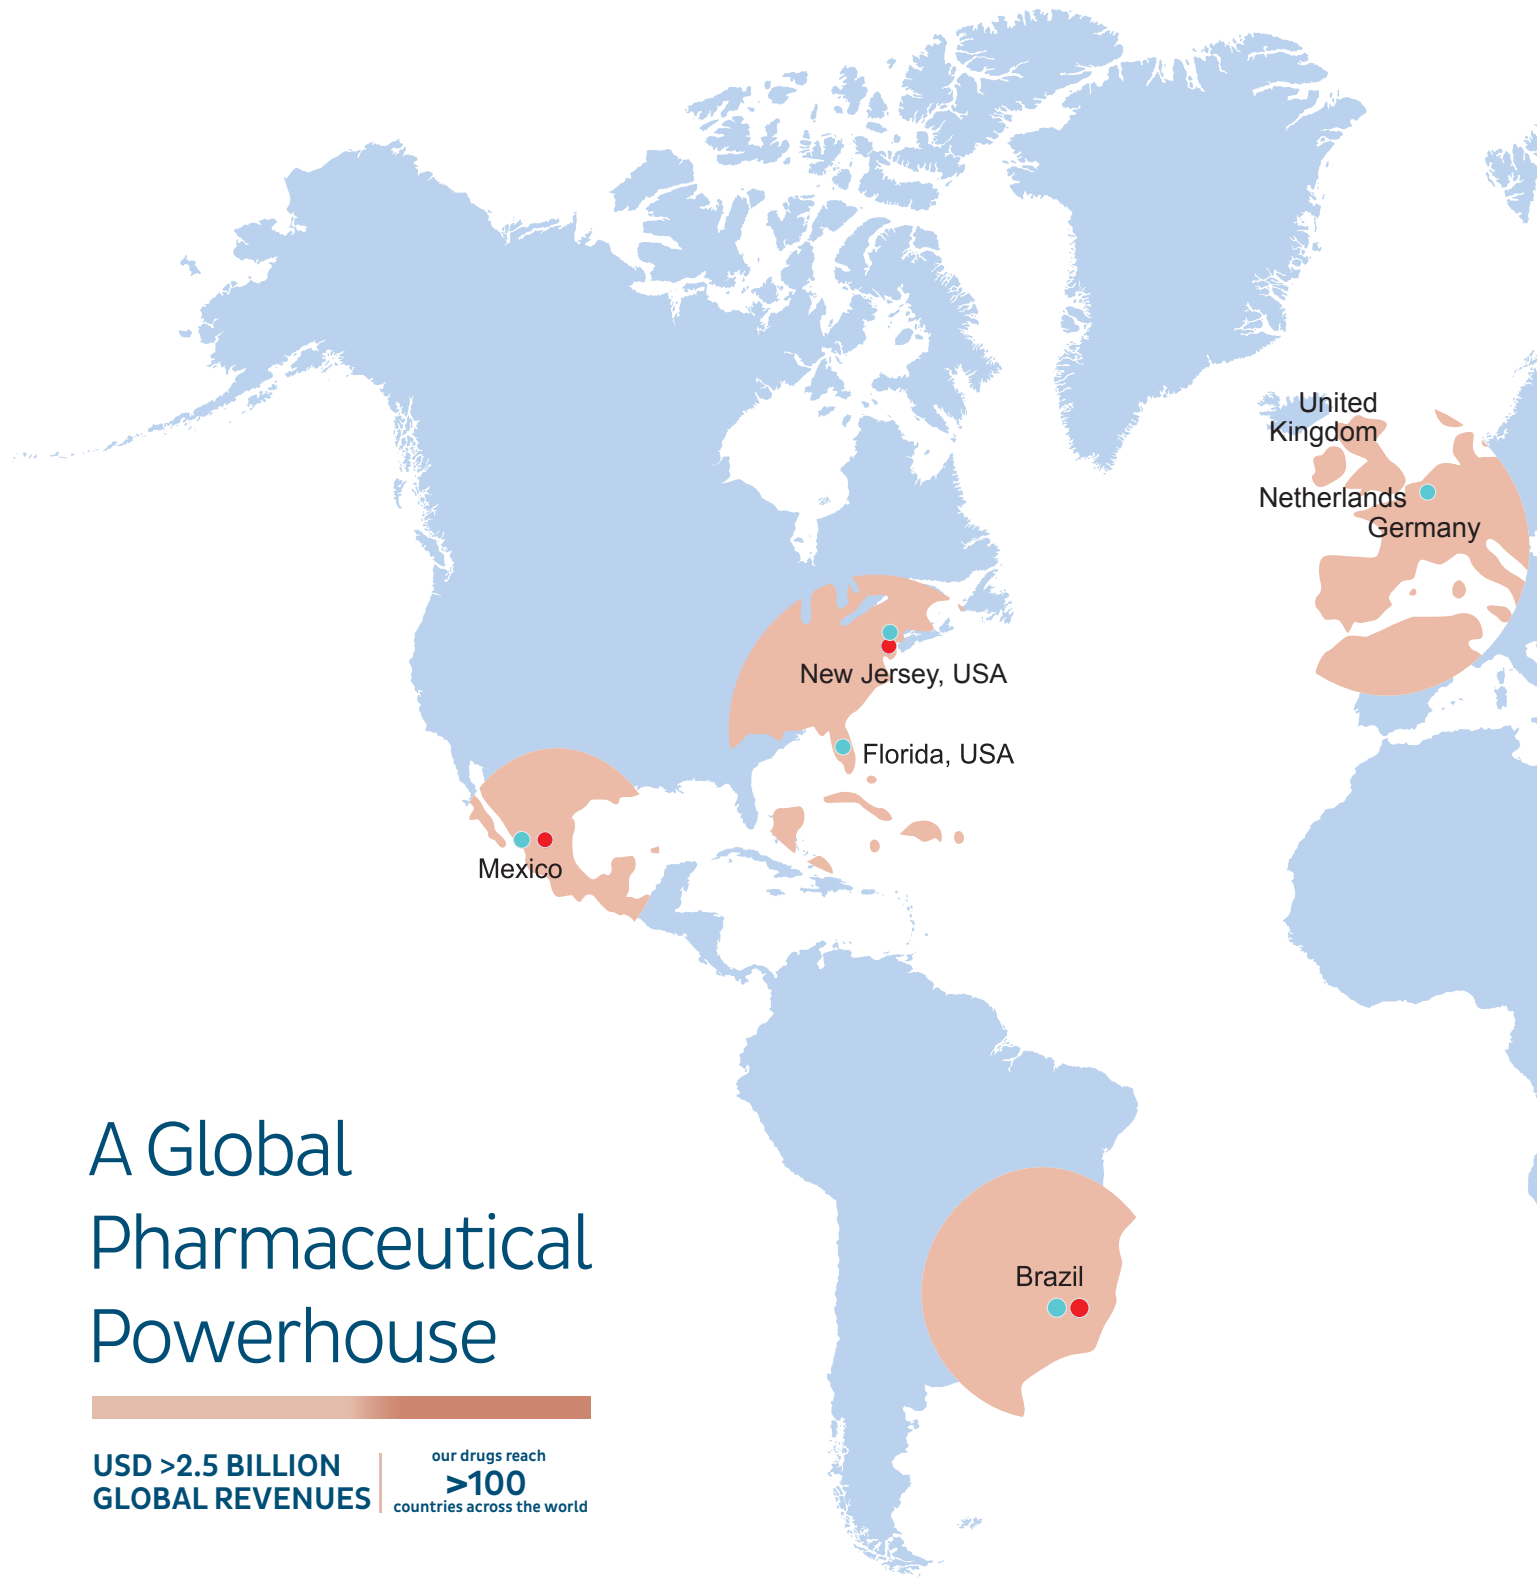 United
Kingdom
Netherlands
Germany
New Jersey, USA
Florida, USA
Mexico
Brazil
A Global
Pharmaceutical
Powerhouse
USD >2.5 BILLION
GLOBAL REVENUES
our drugs reach
>100
countries across the world